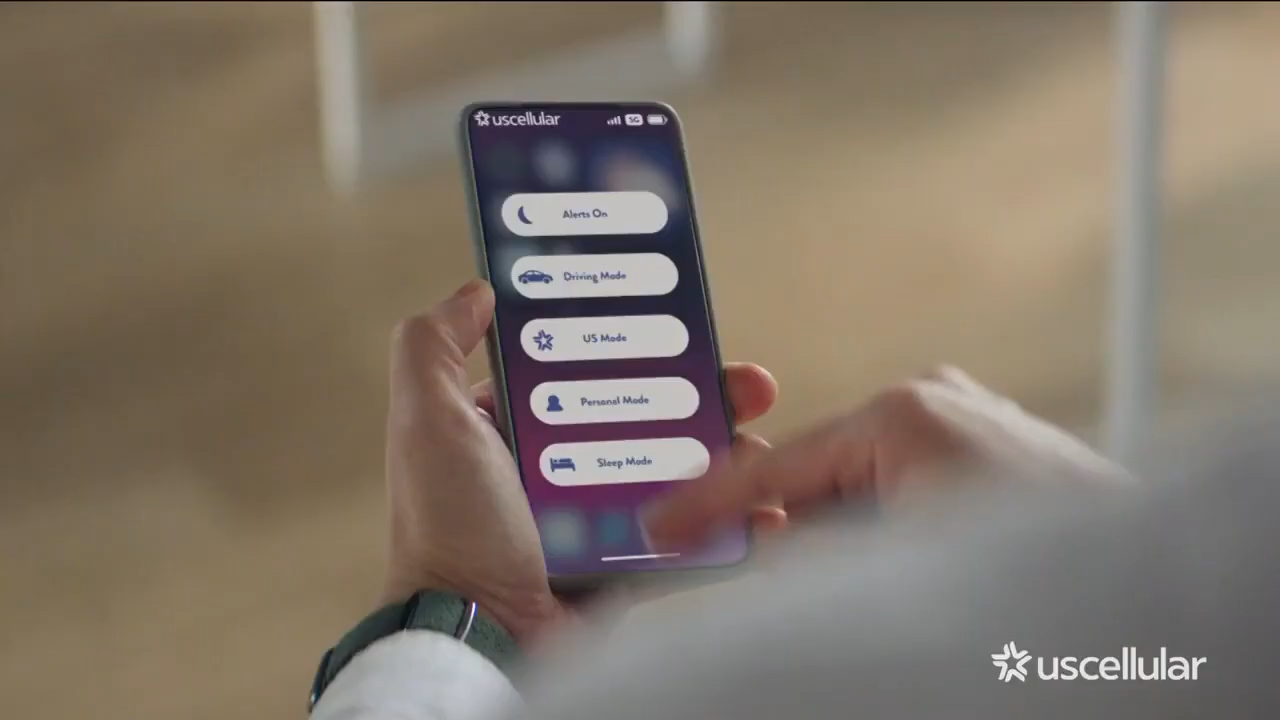 uscellular 5G
Alerts On
Driving Mode
US Mode
Personal Mode
Sleep Mode
uscellular